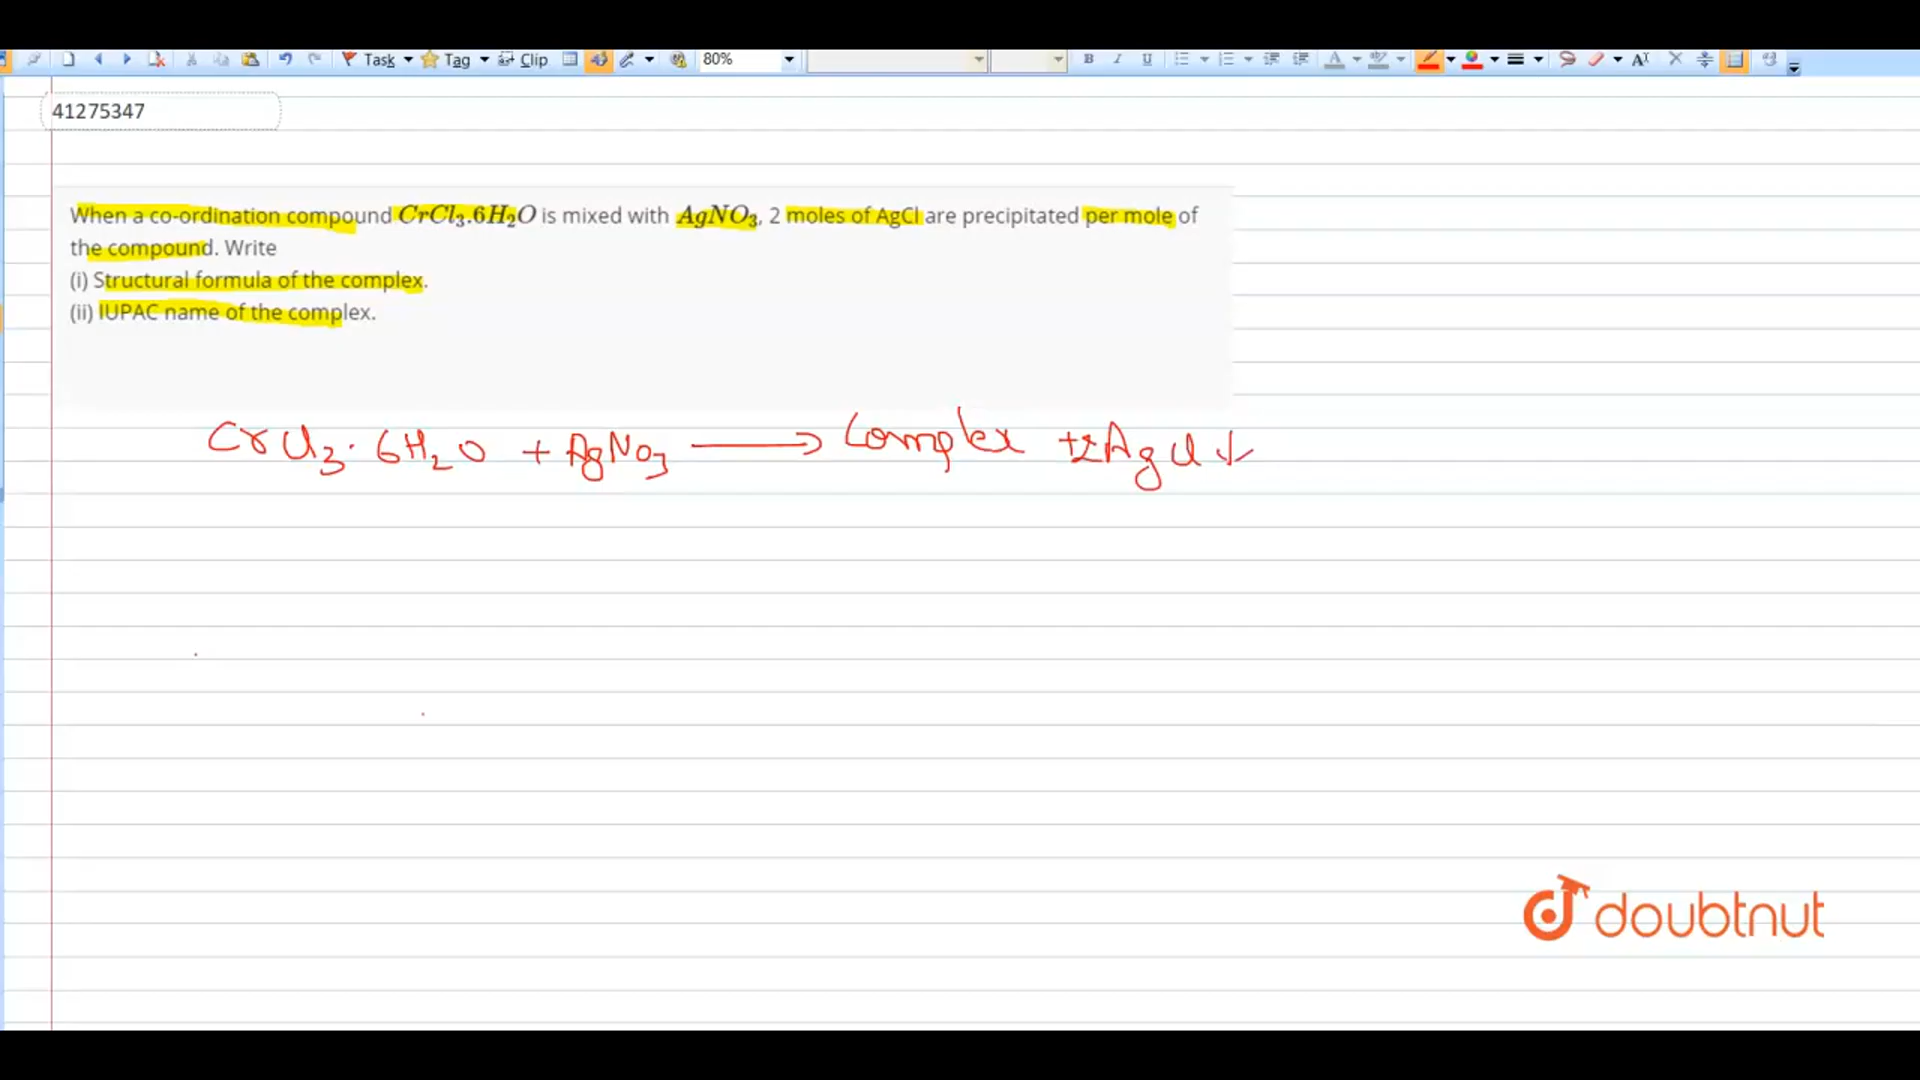 Task Tag Clip 80% B I U
41275347
When a co-ordination compound CrCl₃.6H₂O is mixed with AgNO₃, 2 moles of AgCl are precipitated per mole of
the compound. Write
(i) Structural formula of the complex.
(ii) IUPAC name of the complex.
CrCl₃·6H₂O + AgNO₃ ⟶ Complex +2AgCl ↓
doubtnut